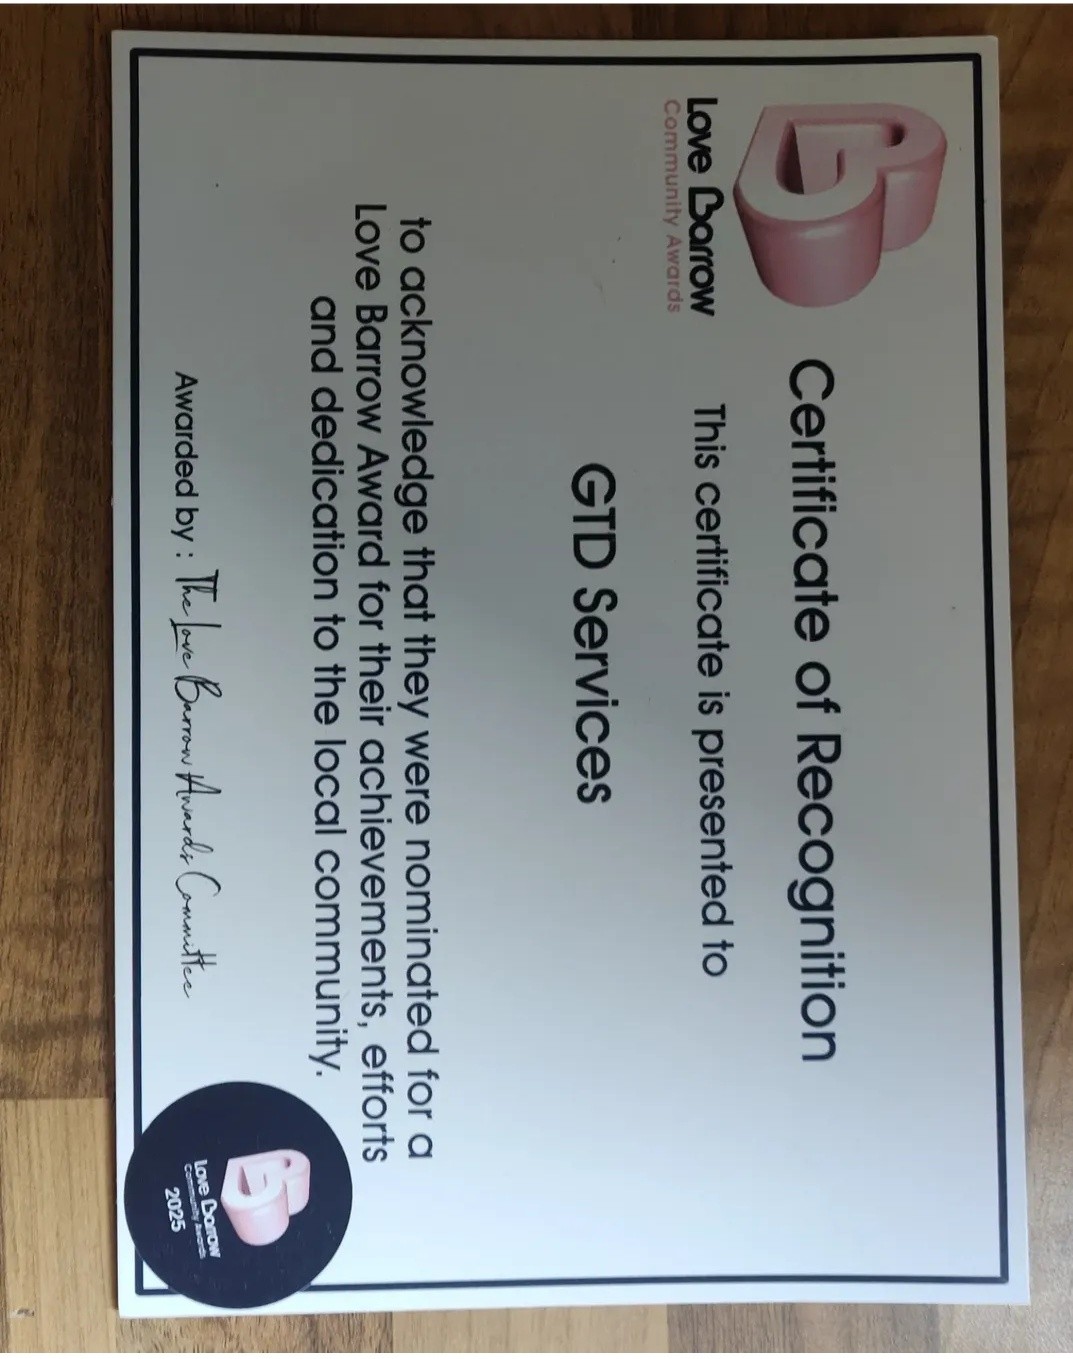 Love Barrow
Community Awards
Certificate of Recognition
This certificate is presented to
GTD Services
to acknowledge that they were nominated for a
Love Barrow Award for their achievements, efforts
and dedication to the local community.
Awarded by : The Love Barrow Awards Committee
Love Barrow
Community Awards
2025